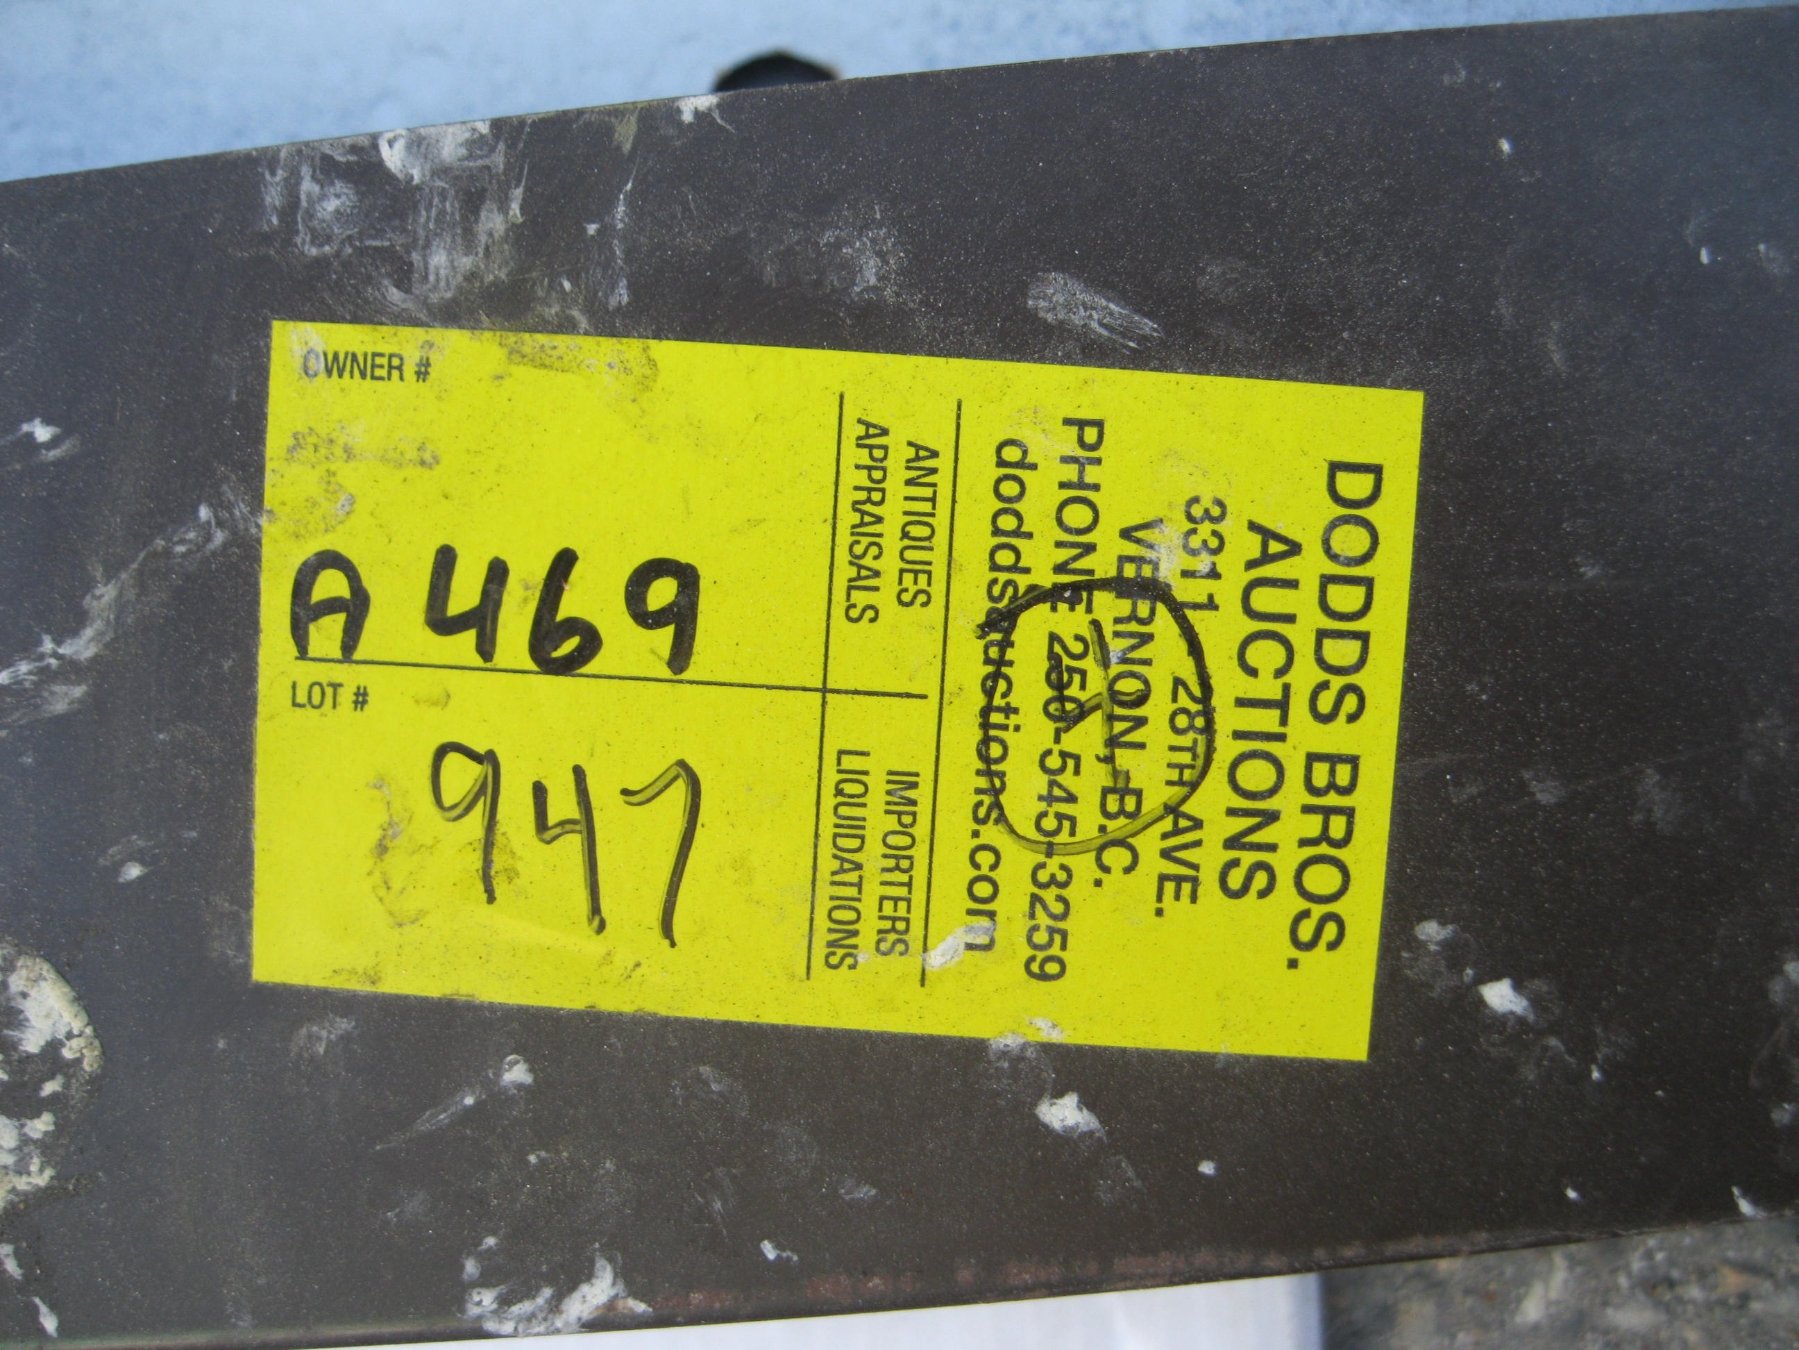 DODDS BROS.
AUCTIONS
3311 28TH AVE.
VERNON, B.C.
PHONE 250-545-3259
doddsauctions.com
ANTIQUES IMPORTERS
APPRAISALS LIQUIDATIONS
OWNER #
A 469
LOT #
947